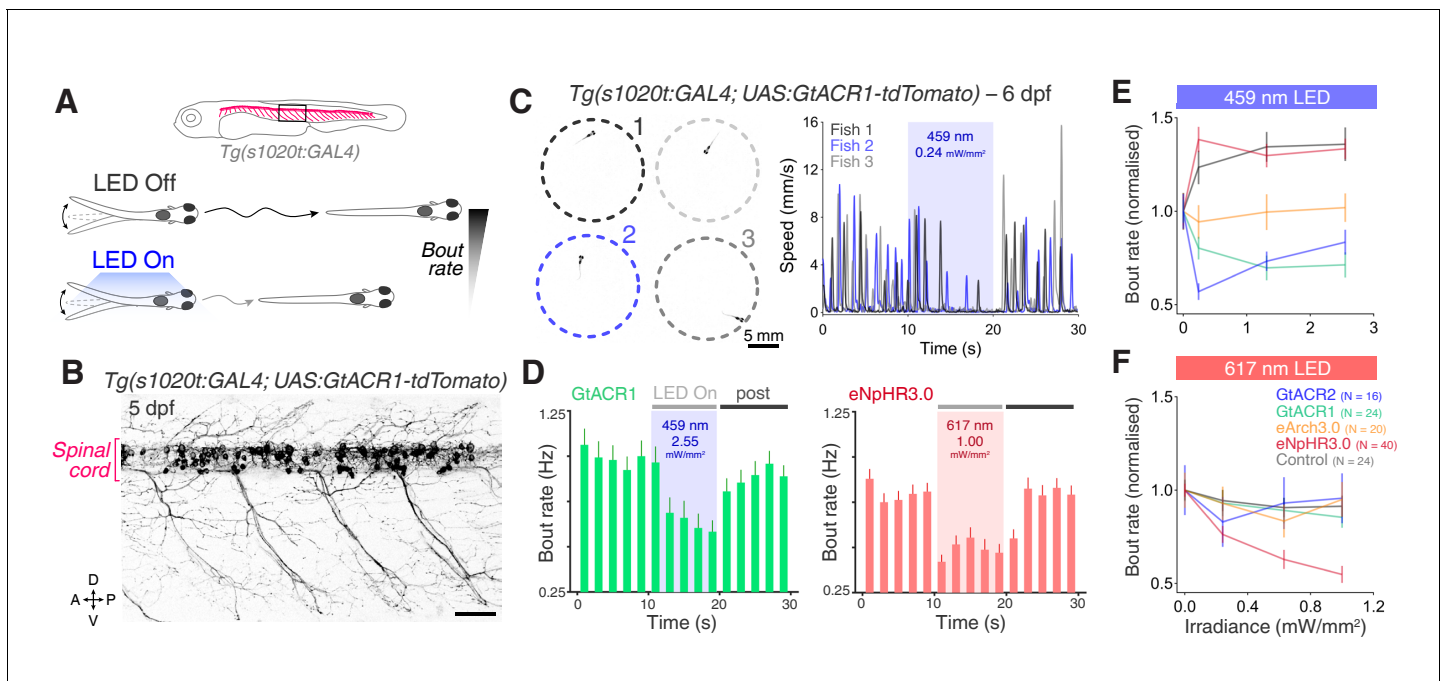 A
Tg(s1020t:GAL4)
LED Off
LED On
Bout
rate
B
Tg(s1020t:GAL4; UAS:GtACR1-tdTomato)
5 dpf
Spinal
cord
D
A P
V
C
Tg(s1020t:GAL4; UAS:GtACR1-tdTomato) – 6 dpf
1
2
3
5 mm
Speed (mm/s)
16
12
8
4
0
Fish 1
Fish 2
Fish 3
459 nm
0.24 mW/mm²
0 10 20 30
Time (s)
D
GtACR1
LED On
post
1.25
0.25
Bout rate (Hz)
459 nm
2.55
mW/mm²
0 10 20 30
Time (s)
eNpHR3.0
1.25
0.25
Bout rate (Hz)
617 nm
1.00
mW/mm²
0 10 20 30
Time (s)
E
459 nm LED
Bout rate (normalised)
1.5
1.0
0.5
0 1 2 3
F
617 nm LED
GtACR2 (N = 16)
GtACR1 (N = 24)
eArch3.0 (N = 20)
eNpHR3.0 (N = 40)
Control (N = 24)
Bout rate (normalised)
1.5
1.0
0.5
0.0 0.4 0.8 1.2
Irradiance (mW/mm²)